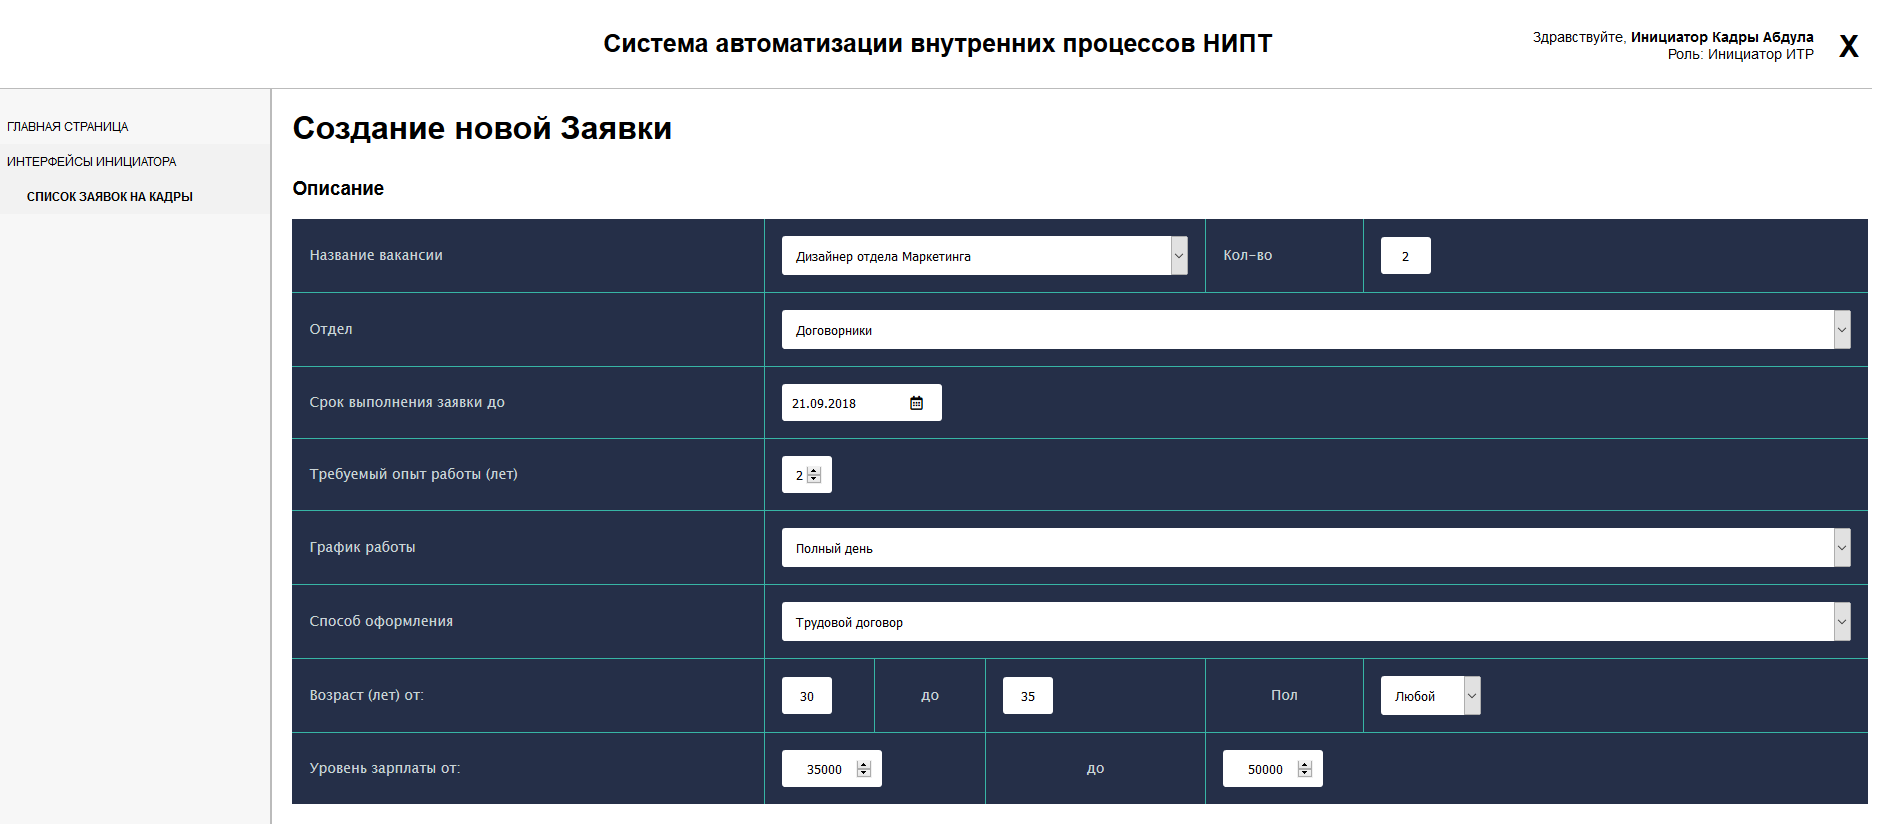 Система автоматизации внутренних процессов НИПТ
Здравствуйте, Инициатор Кадры Абдула
Роль: Инициатор ИТР
X
ГЛАВНАЯ СТРАНИЦА
ИНТЕРФЕЙСЫ ИНИЦИАТОРА
СПИСОК ЗАЯВОК НА КАДРЫ
Создание новой Заявки
Описание
Название вакансии Дизайнер отдела Маркетинга Кол-во 2
Отдел Договорники
Срок выполнения заявки до 21.09.2018
Требуемый опыт работы (лет) 2
График работы Полный день
Способ оформления Трудовой договор
Возраст (лет) от: 30 до 35 Пол Любой
Уровень зарплаты от: 35000 до 50000